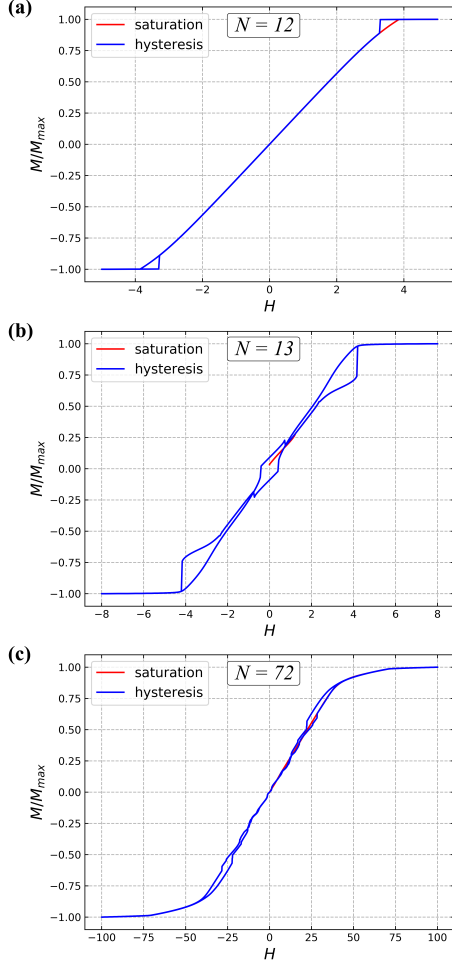 (a)
saturation
hysteresis
N = 12
1.00
0.75
0.50
0.25
0.00
−0.25
−0.50
−0.75
−1.00
M/Mmax
−4 −2 0 2 4
H
(b)
saturation
hysteresis
N = 13
1.00
0.75
0.50
0.25
0.00
−0.25
−0.50
−0.75
−1.00
M/Mmax
−8 −6 −4 −2 0 2 4 6 8
H
(c)
saturation
hysteresis
N = 72
1.00
0.75
0.50
0.25
0.00
−0.25
−0.50
−0.75
−1.00
M/Mmax
−100 −75 −50 −25 0 25 50 75 100
H